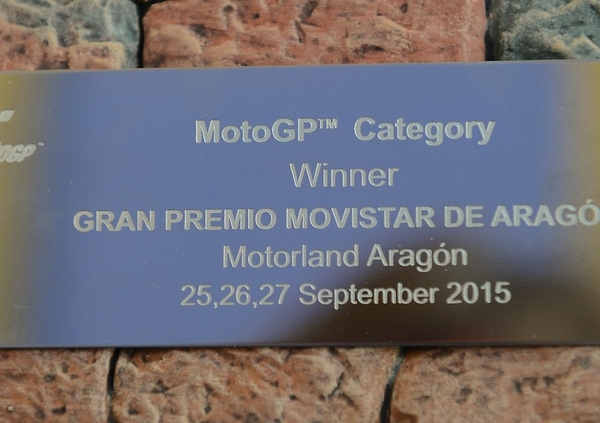 MotoGP™ Category
Winner
GRAN PREMIO MOVISTAR DE ARAGÓ
Motorland Aragón
25,26,27 September 2015